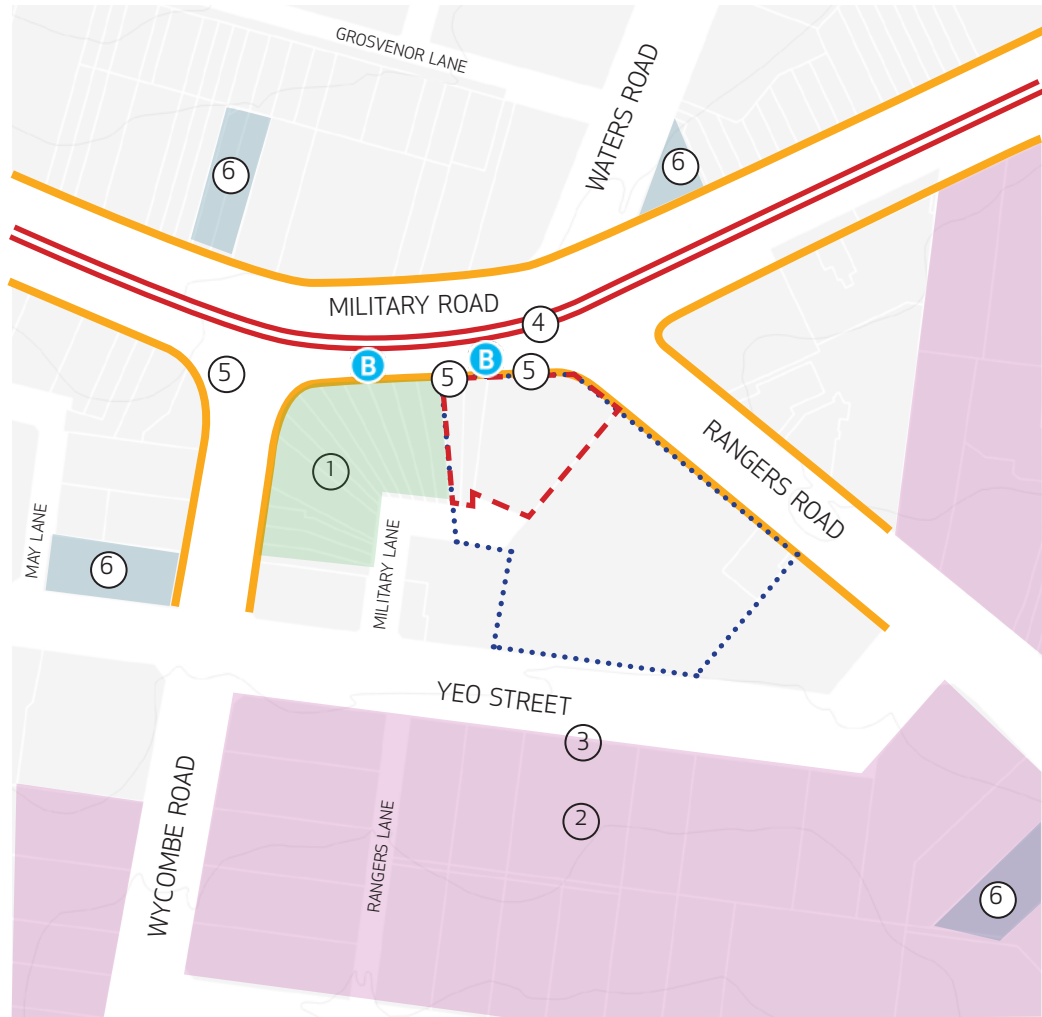 GROSVENOR LANE
WATERS ROAD
6
6
MILITARY ROAD
4
B
B
5
5
5
RANGERS ROAD
1
MAY LANE
MILITARY LANE
6
YEO STREET
3
2
WYCOMBE ROAD
RANGERS LANE
6